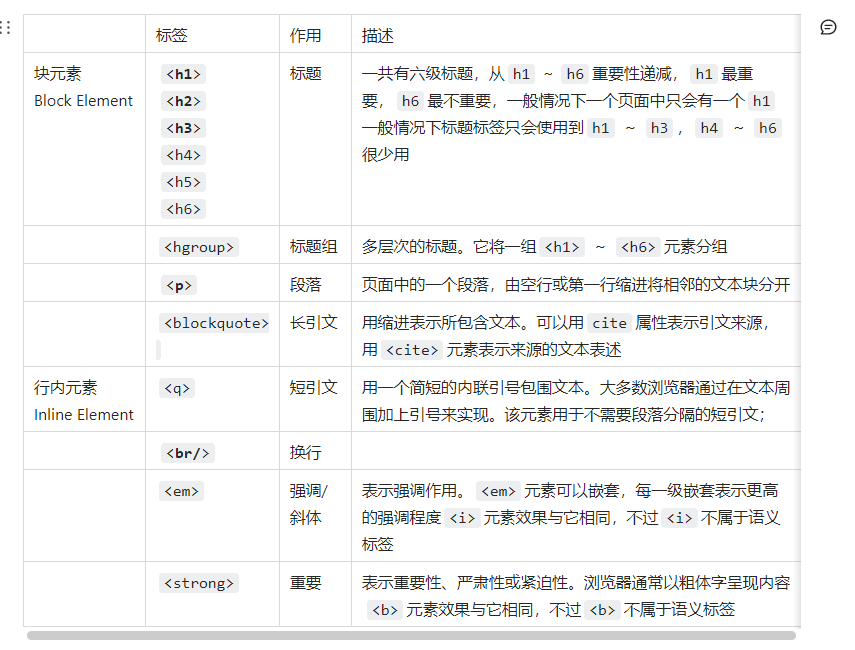 标签 作用 描述
块元素 <h1> 标题 一共有六级标题，从 h1 ~ h6 重要性递减， h1 最重
Block Element <h2> 要， h6 最不重要，一般情况下一个页面中只会有一个 h1
<h3> 一般情况下标题标签只会使用到 h1 ~ h3 ， h4 ~ h6
<h4> 很少用
<h5>
<h6>
<hgroup> 标题组 多层次的标题。它将一组 <h1> ~ <h6> 元素分组
<p> 段落 页面中的一个段落，由空行或第一行缩进将相邻的文本块分开
<blockquote> 长引文 用缩进表示所包含文本。可以用 cite 属性表示引文来源，
用 <cite> 元素表示来源的文本表述
行内元素 <q> 短引文 用一个简短的内联引号包围文本。大多数浏览器通过在文本周
Inline Element 围加上引号来实现。该元素用于不需要段落分隔的短引文；
<br/> 换行
<em> 强调/ 表示强调作用。 <em> 元素可以嵌套，每一级嵌套表示更高
斜体 的强调程度 <i> 元素效果与它相同，不过 <i> 不属于语义
标签
<strong> 重要 表示重要性、严肃性或紧迫性。浏览器通常以粗体字呈现内容
<b> 元素效果与它相同，不过 <b> 不属于语义标签